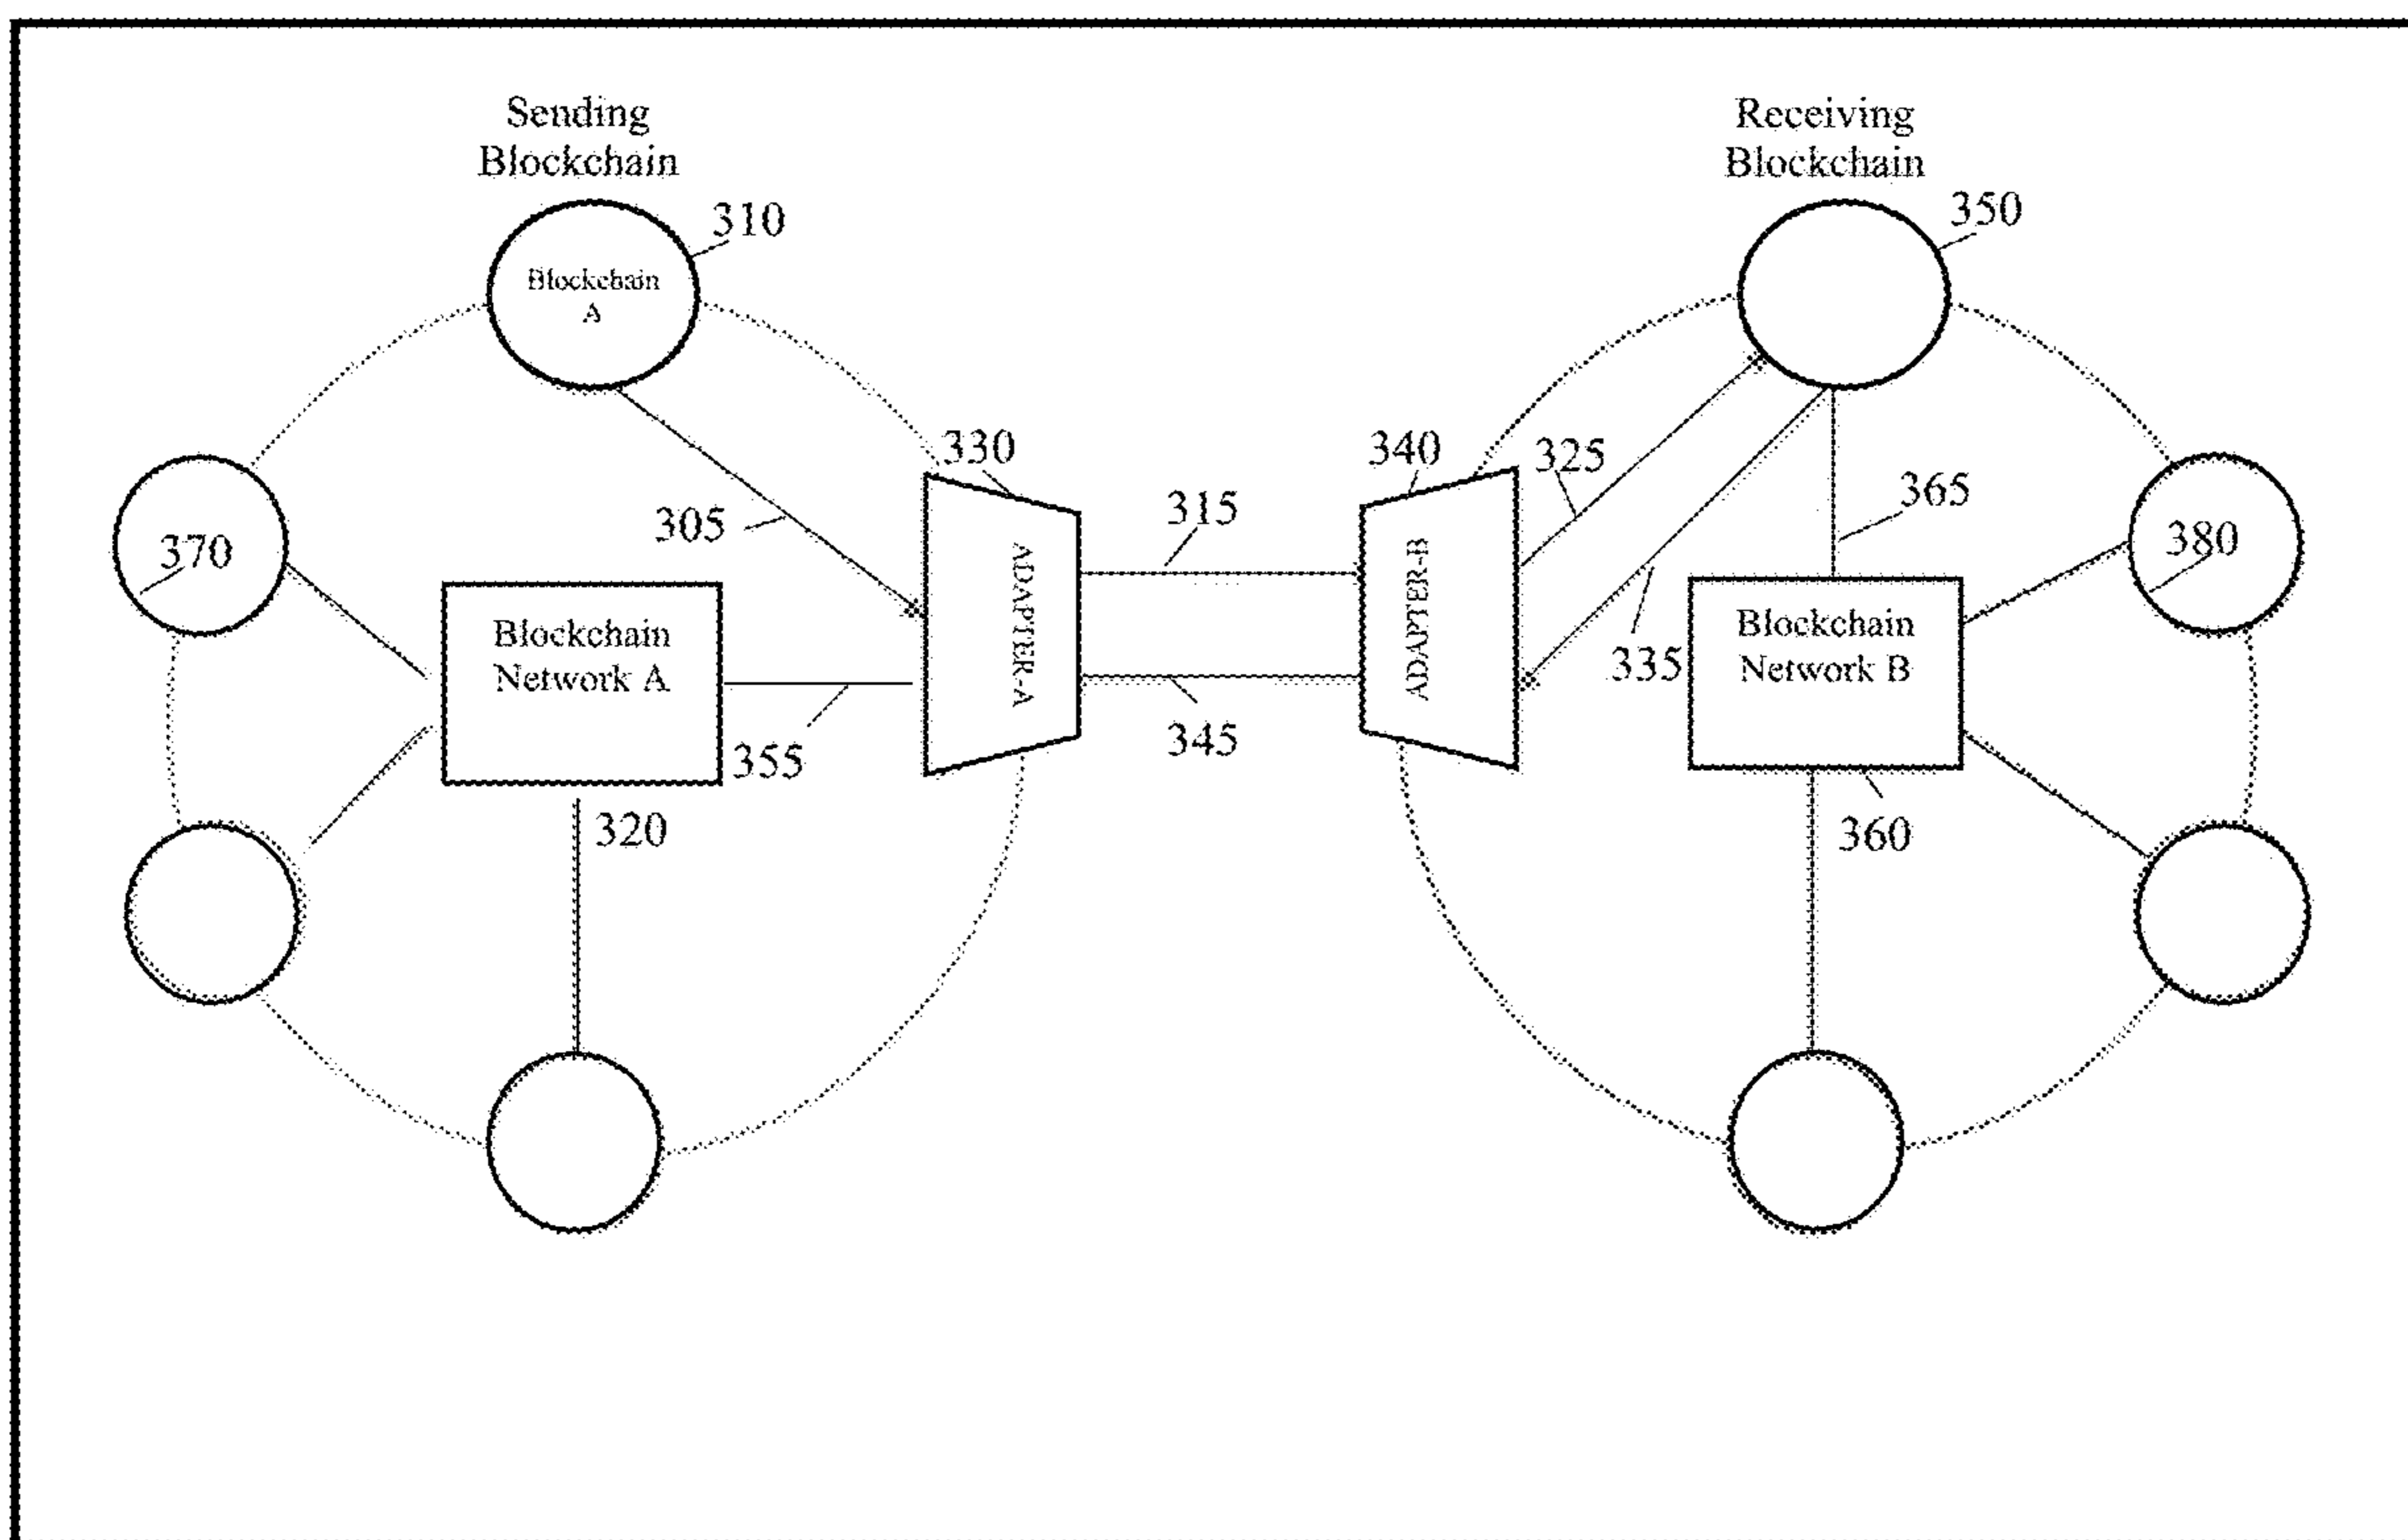 Sending
Blockchain
Receiving
Blockchain
310
350
Blockchain
A
330
340
325
315
365
305
370
380
ADAPTER-A
ADAPTER-B
Blockchain
Network A
Blockchain
Network B
335
355
345
320
360